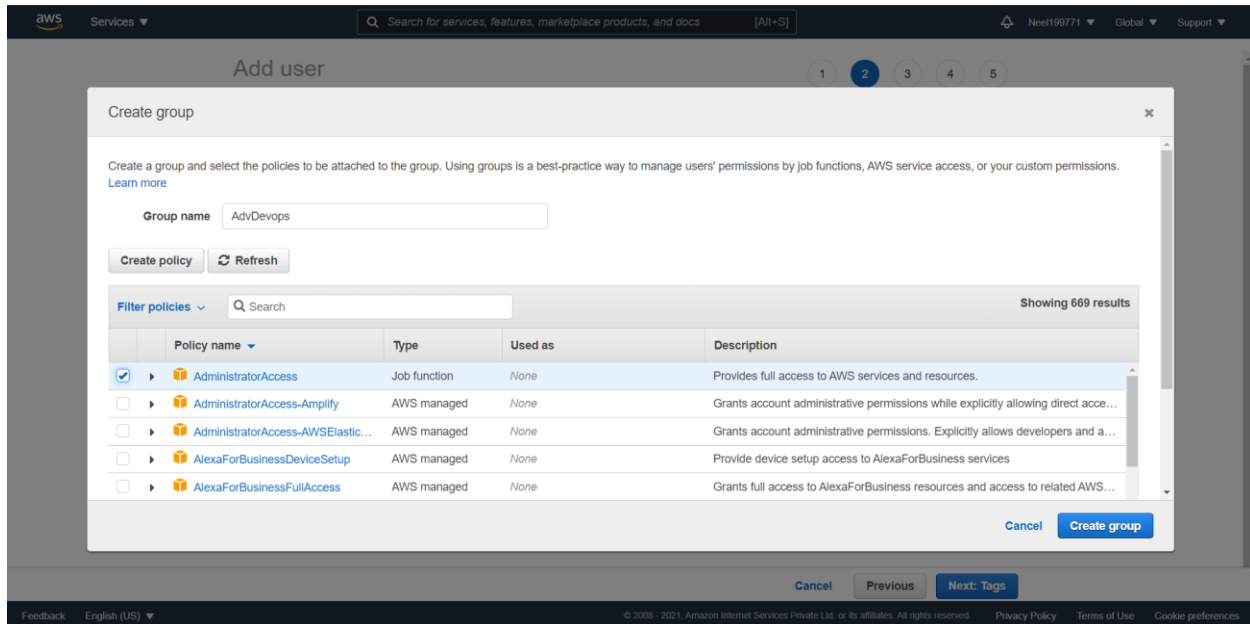 aws Services Search for services, features, marketplace products, and docs [Alt+S] Neel199771 Global Support
Add user 1 2 3 4 5
Create group
Create a group and select the policies to be attached to the group. Using groups is a best-practice way to manage users' permissions by job functions, AWS service access, or your custom permissions.
Learn more
Group name AdvDevops
Create policy Refresh
Filter policies Search Showing 669 results
Policy name Type Used as Description
AdministratorAccess Job function None Provides full access to AWS services and resources.
AdministratorAccess-Amplify AWS managed None Grants account administrative permissions while explicitly allowing direct acce...
AdministratorAccess-AWSElastic... AWS managed None Grants account administrative permissions. Explicitly allows developers and a...
AlexaForBusinessDeviceSetup AWS managed None Provide device setup access to AlexaForBusiness services
AlexaForBusinessFullAccess AWS managed None Grants full access to AlexaForBusiness resources and access to related AWS...
Cancel Create group
Cancel Previous Next: Tags
Feedback English (US) © 2008 - 2021, Amazon Internet Services Private Ltd. or its affiliates. All rights reserved. Privacy Policy Terms of Use Cookie preferences